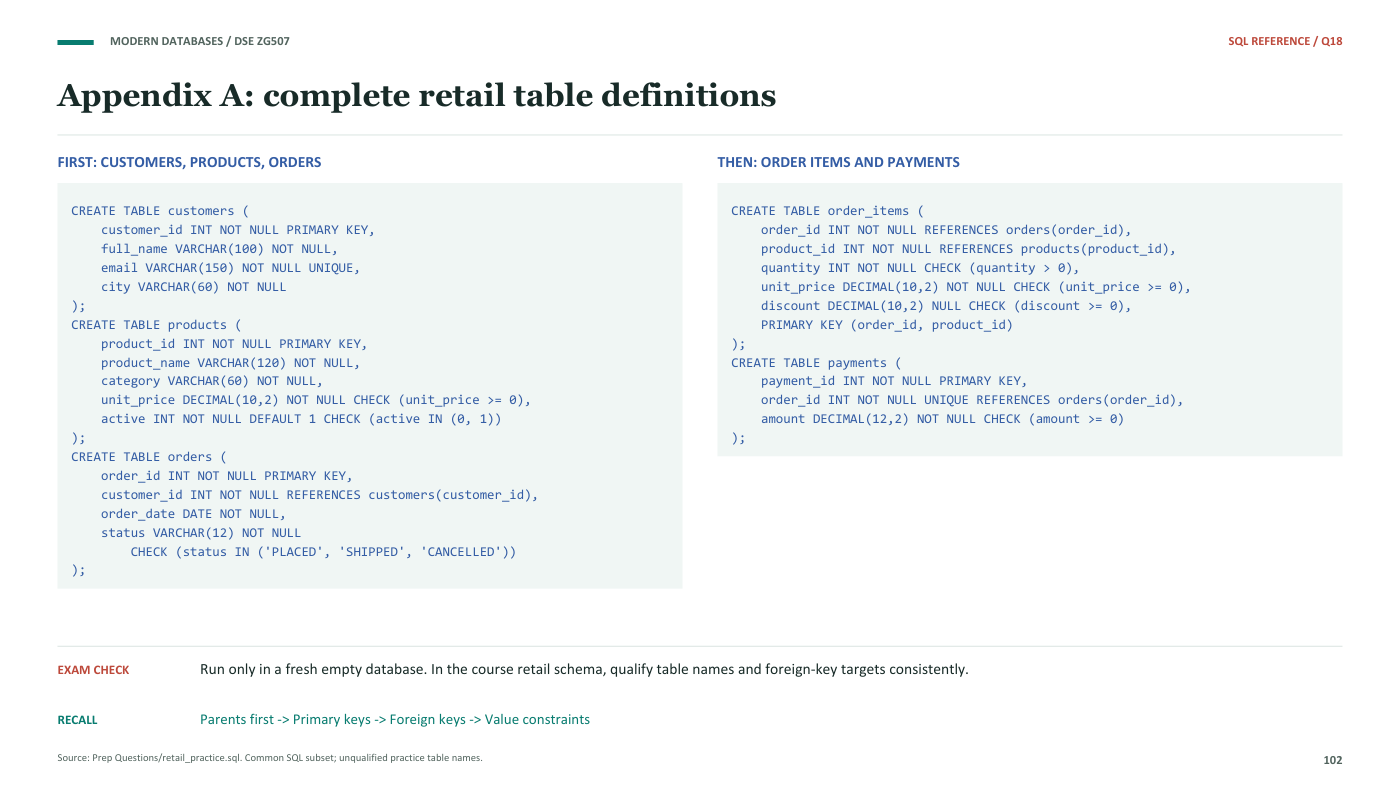 MODERN DATABASES / DSE ZG507
SQL REFERENCE / Q18
Appendix A: complete retail table definitions
FIRST: CUSTOMERS, PRODUCTS, ORDERS
CREATE TABLE customers (
    customer_id INT NOT NULL PRIMARY KEY,
    full_name VARCHAR(100) NOT NULL,
    email VARCHAR(150) NOT NULL UNIQUE,
    city VARCHAR(60) NOT NULL
);
CREATE TABLE products (
    product_id INT NOT NULL PRIMARY KEY,
    product_name VARCHAR(120) NOT NULL,
    category VARCHAR(60) NOT NULL,
    unit_price DECIMAL(10,2) NOT NULL CHECK (unit_price >= 0),
    active INT NOT NULL DEFAULT 1 CHECK (active IN (0, 1))
);
CREATE TABLE orders (
    order_id INT NOT NULL PRIMARY KEY,
    customer_id INT NOT NULL REFERENCES customers(customer_id),
    order_date DATE NOT NULL,
    status VARCHAR(12) NOT NULL
        CHECK (status IN ('PLACED', 'SHIPPED', 'CANCELLED'))
);
THEN: ORDER ITEMS AND PAYMENTS
CREATE TABLE order_items (
    order_id INT NOT NULL REFERENCES orders(order_id),
    product_id INT NOT NULL REFERENCES products(product_id),
    quantity INT NOT NULL CHECK (quantity > 0),
    unit_price DECIMAL(10,2) NOT NULL CHECK (unit_price >= 0),
    discount DECIMAL(10,2) NULL CHECK (discount >= 0),
    PRIMARY KEY (order_id, product_id)
);
CREATE TABLE payments (
    payment_id INT NOT NULL PRIMARY KEY,
    order_id INT NOT NULL UNIQUE REFERENCES orders(order_id),
    amount DECIMAL(12,2) NOT NULL CHECK (amount >= 0)
);
EXAM CHECK Run only in a fresh empty database. In the course retail schema, qualify table names and foreign-key targets consistently.
RECALL Parents first -> Primary keys -> Foreign keys -> Value constraints
Source: Prep Questions/retail_practice.sql. Common SQL subset; unqualified practice table names.
102